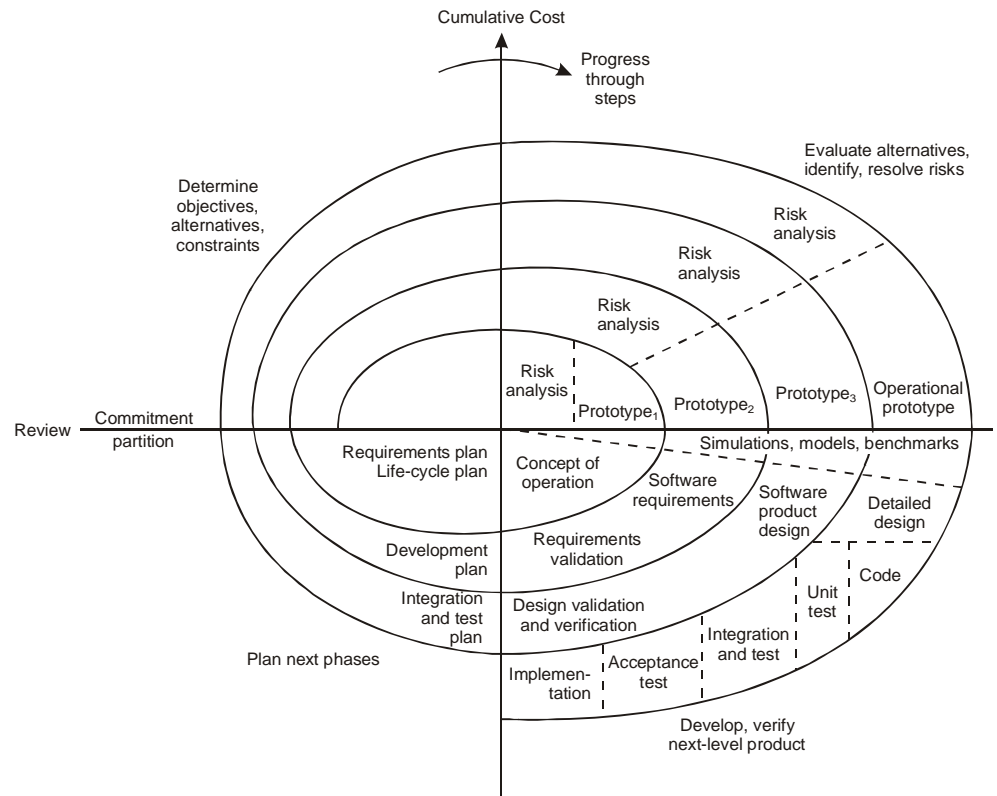 Cumulative Cost
Progress
through
steps
Evaluate alternatives,
identify, resolve risks
Determine
objectives,
alternatives,
constraints
Risk
analysis
Risk
analysis
Risk
analysis
Risk
analysis
Prototype₁
Prototype₂
Prototype₃
Operational
prototype
Review
Commitment
partition
Simulations, models, benchmarks
Requirements plan
Life-cycle plan
Concept of
operation
Software
requirements
Software
product
design
Detailed
design
Development
plan
Requirements
validation
Code
Unit
test
Integration
and test
plan
Design validation
and verification
Integration
and test
Acceptance
test
Implemen-
tation
Plan next phases
Develop, verify
next-level product